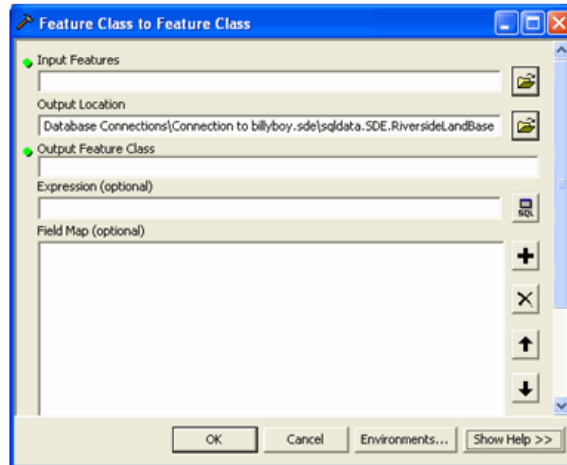 Feature Class to Feature Class
Input Features
Output Location
Database Connections\Connection to billyboy.sde\sqldata.SDE.RiversideLandBase
Output Feature Class
Expression (optional)
SQL
Field Map (optional)
OK Cancel Environments... Show Help >>